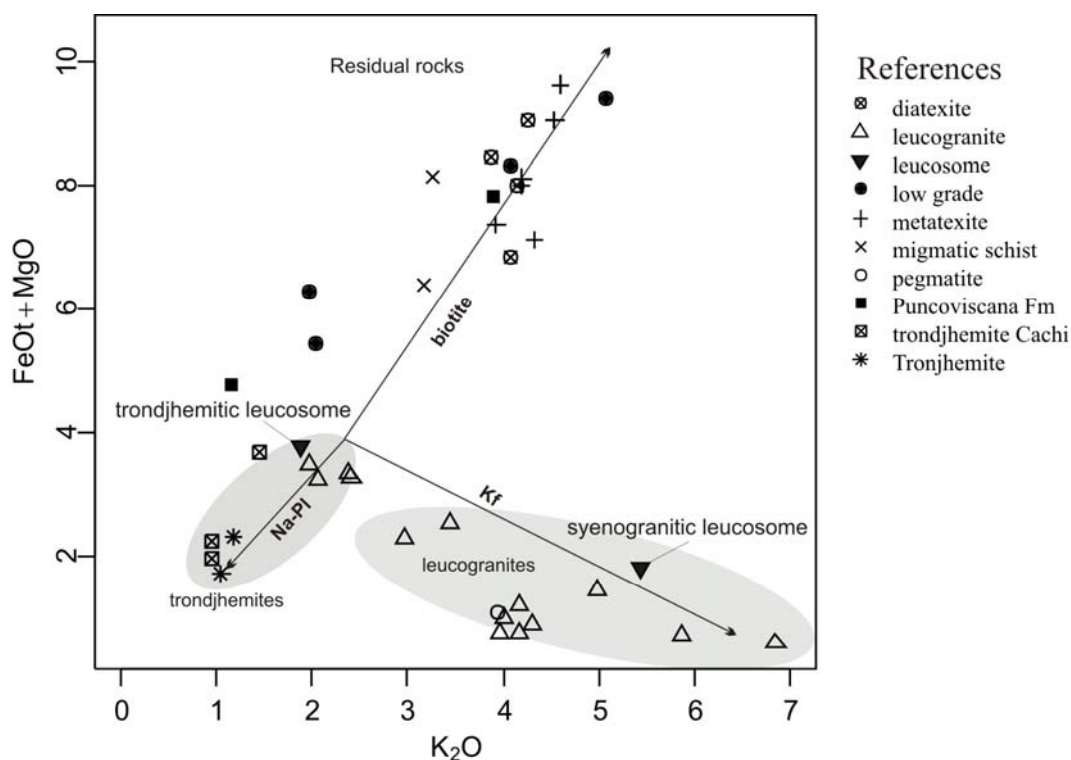 FeOt+MgO
10
8
6
4
2
Residual rocks
biotite
trondjhemitic leucosome
Na-Pl
Kf
syenogranitic leucosome
leucogranites
trondjhemites
0 1 2 3 4 5 6 7
K₂O
References
diatexite
leucogranite
leucosome
low grade
metatexite
migmatic schist
pegmatite
Puncoviscana Fm
trondjhemite Cachi
Tronjhemite